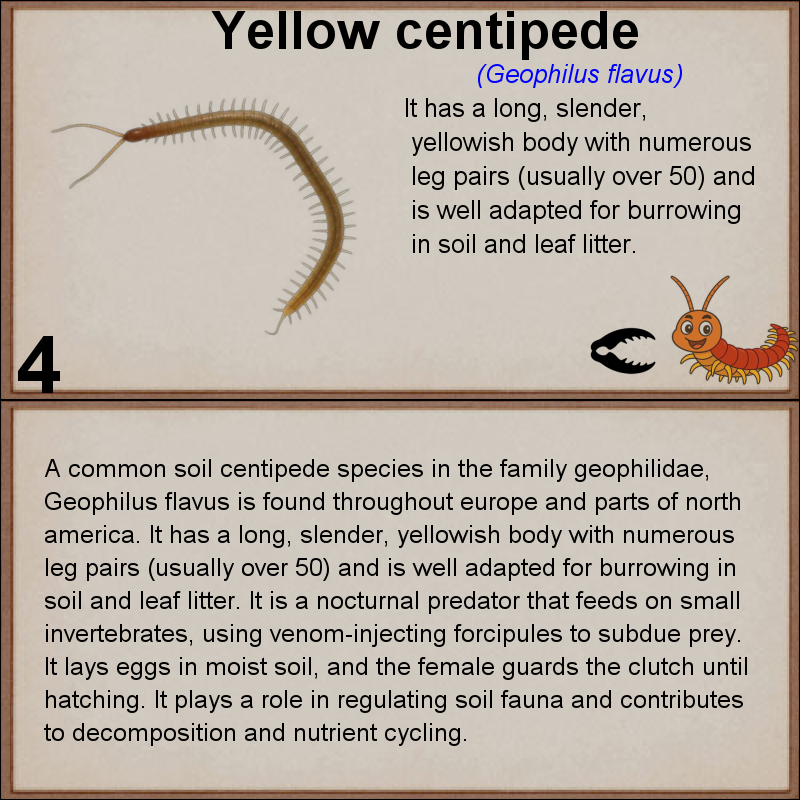 Yellow centipede
(Geophilus flavus)
It has a long, slender,
yellowish body with numerous
leg pairs (usually over 50) and
is well adapted for burrowing
in soil and leaf litter.
4
A common soil centipede species in the family geophilidae,
Geophilus flavus is found throughout europe and parts of north
america. It has a long, slender, yellowish body with numerous
leg pairs (usually over 50) and is well adapted for burrowing in
soil and leaf litter. It is a nocturnal predator that feeds on small
invertebrates, using venom-injecting forcipules to subdue prey.
It lays eggs in moist soil, and the female guards the clutch until
hatching. It plays a role in regulating soil fauna and contributes
to decomposition and nutrient cycling.